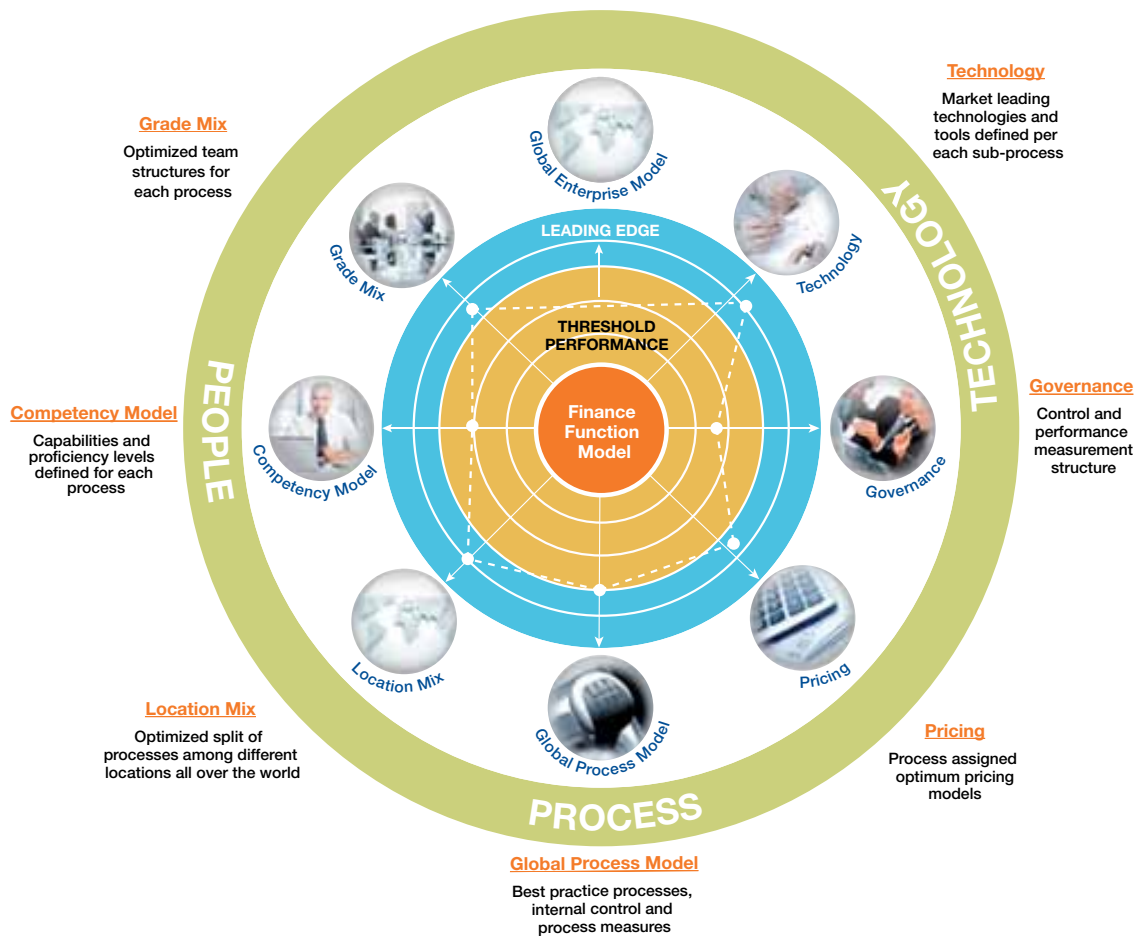 Technology
Market leading
technologies and
tools defined per
each sub-process
Grade Mix
Optimized team
structures for
each process
Global Enterprise Model
TECHNOLOGY
Grade Mix
Technology
LEADING EDGE
THRESHOLD
PERFORMANCE
PEOPLE
Competency Model
Capabilities and
proficiency levels
defined for each
process
Competency Model
Finance
Function
Model
Governance
Governance
Control and
performance
measurement
structure
Location Mix
Pricing
Global Process Model
Location Mix
Optimized split of
processes among different
locations all over the world
Pricing
Process assigned
optimum pricing
models
PROCESS
Global Process Model
Best practice processes,
internal control and
process measures